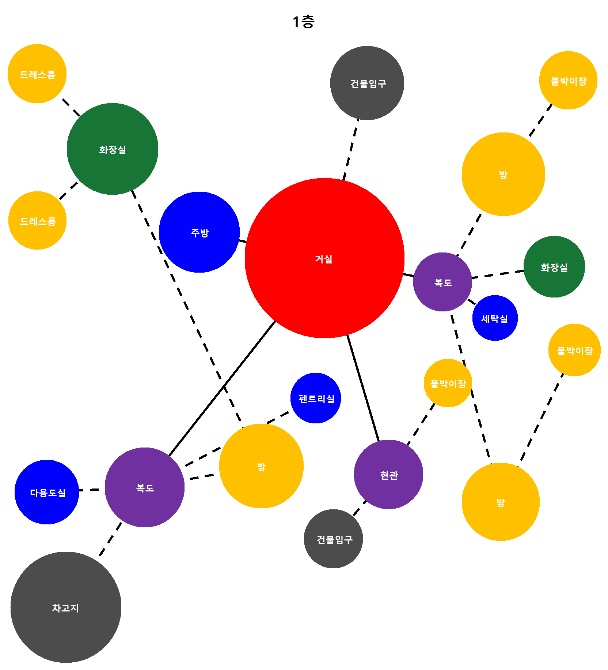 1층
드레스룸
건물입구
붙박이장
화장실
방
드레스룸
주방
거실
화장실
복도
세탁실
붙박이장
붙박이장
펜트리실
방
현관
다용도실
복도
방
건물입구
차고지